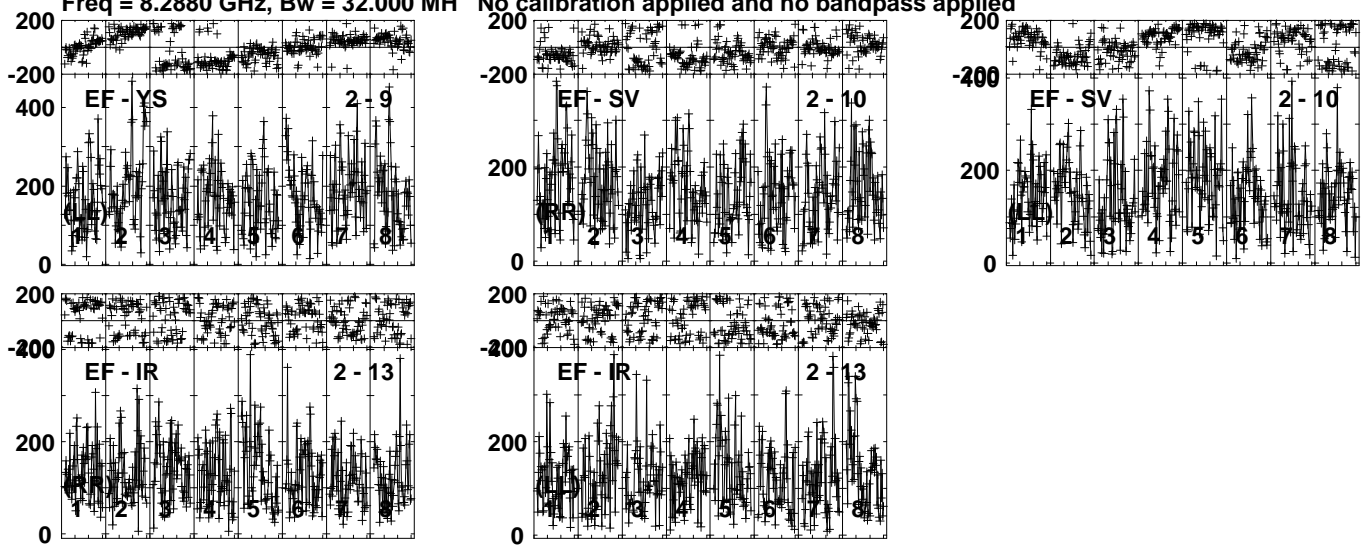 Freq = 8.2880 GHz, Bw = 32.000 MH No calibration applied and no bandpass applied
200
-200
EF - YS 2 - 9
400
200
(LL)
1 2 3 4 5 6 7 8
0
200
-200
EF - SV 2 - 10
400
200
(RR)
1 2 3 4 5 6 7 8
0
200
-200
400
EF - SV 2 - 10
200
(LL)
1 2 3 4 5 6 7 8
0
200
-200
400
EF - IR 2 - 13
200
(RR)
1 2 3 4 5 6 7 8
0
200
-200
400
EF - IR 2 - 13
200
(LL)
1 2 3 4 5 6 7 8
0